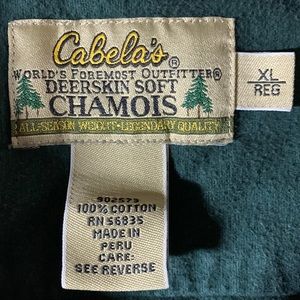 Cabela's®
WORLD'S FOREMOST OUTFITTER®
DEERSKIN SOFT
CHAMOIS
ALL-SEASON WEIGHT•LEGENDARY QUALITY
XL
REG
902579
100% COTTON
RN 56835
MADE IN
PERU
CARE:
SEE REVERSE